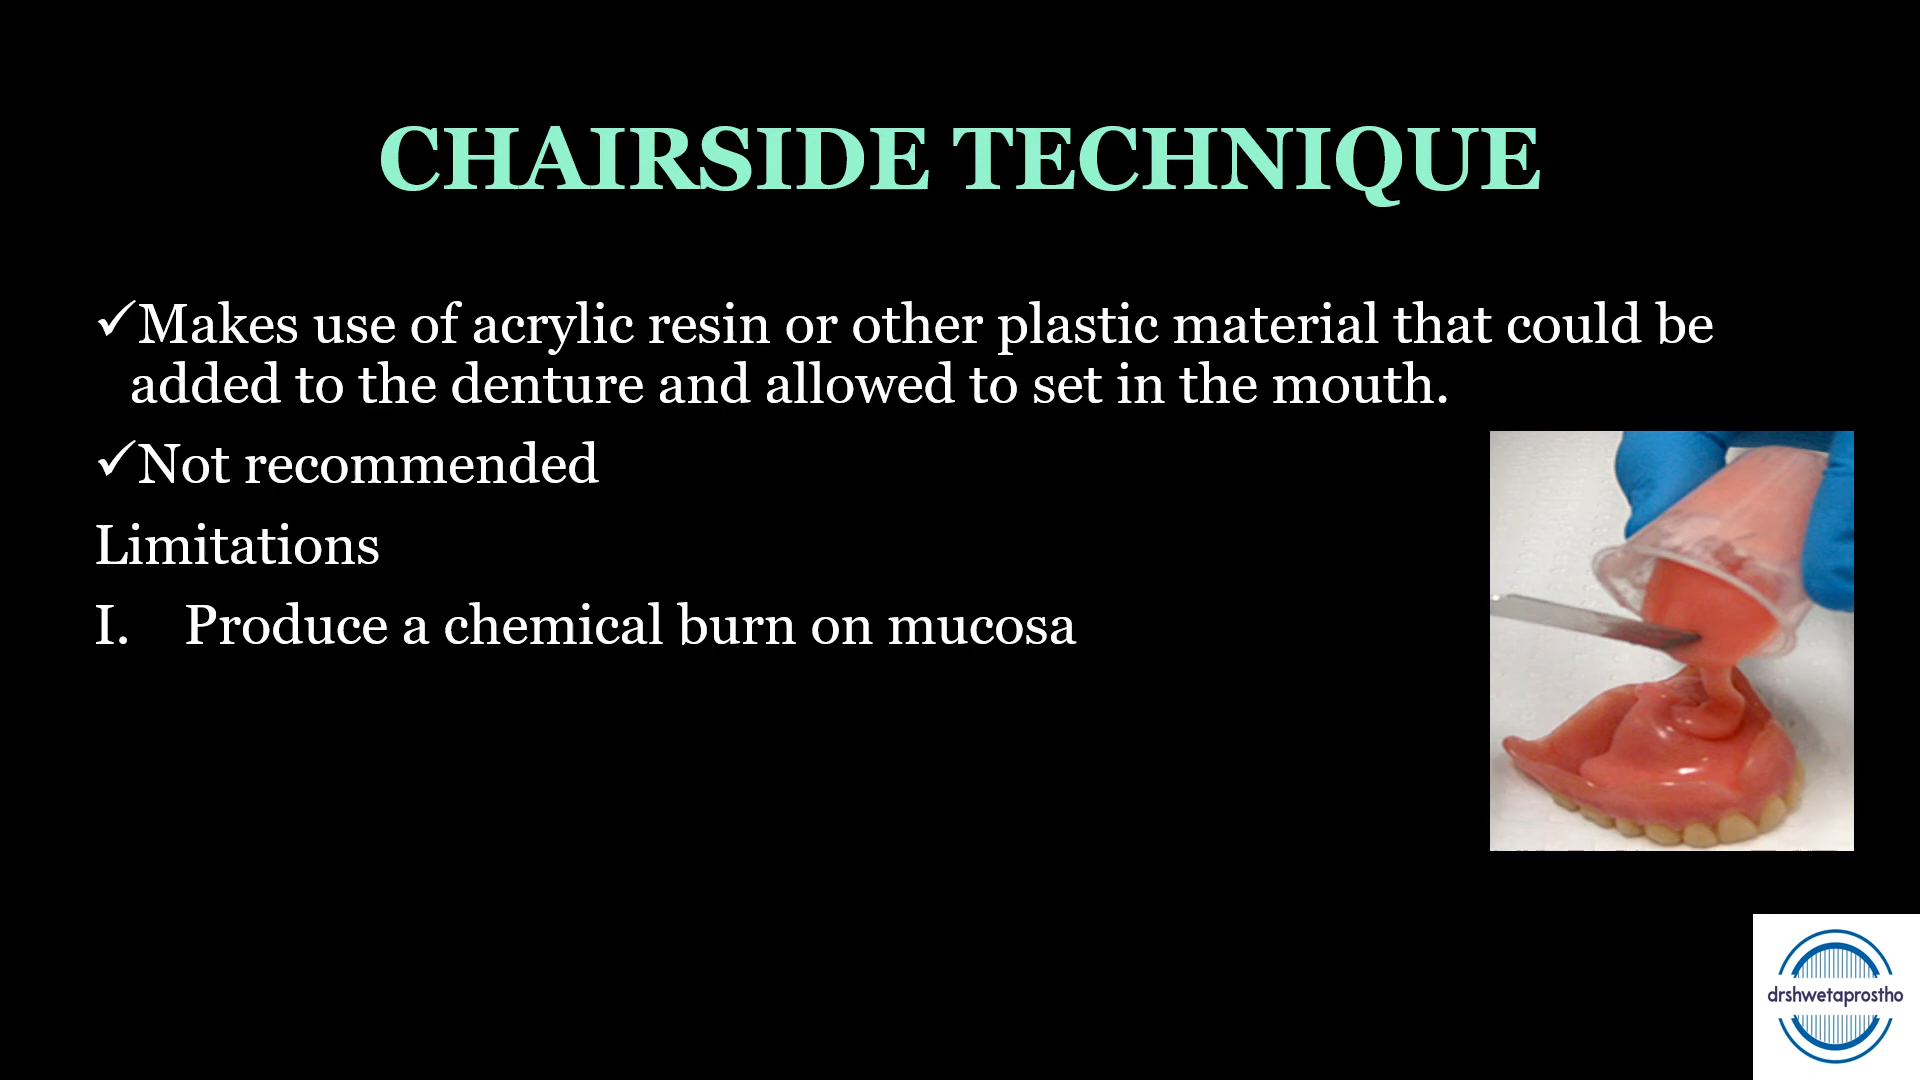 CHAIRSIDE TECHNIQUE
✓Makes use of acrylic resin or other plastic material that could be
added to the denture and allowed to set in the mouth.
✓Not recommended
Limitations
I. Produce a chemical burn on mucosa
drshwetaprostho